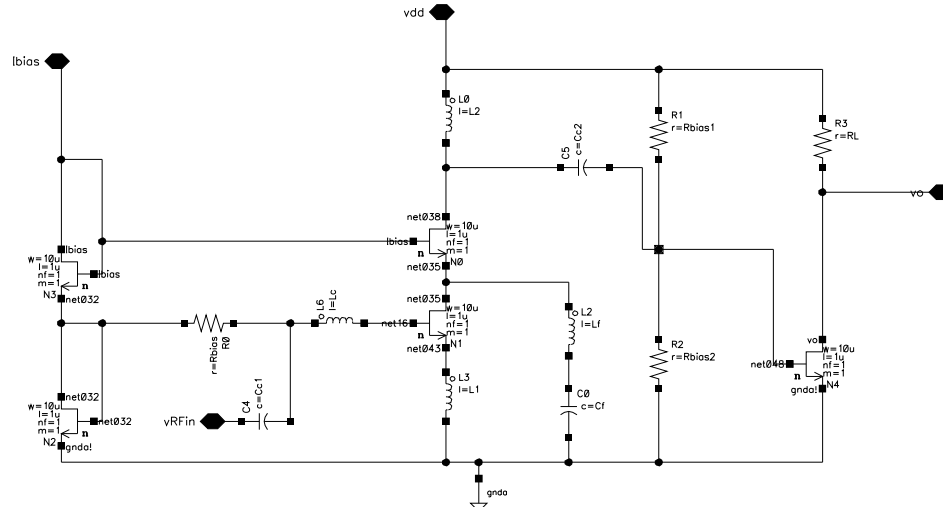 vdd
Ibias
L0
l=L2
R1
r=Rbias1
R3
r=RL
C5
c=Cc2
vo
net038
w=10u
l=1u
nf=1
m=1
Ibias
n
N0
net035
Ibias
w=10u
l=1u
nf=1
m=1
Ibias
n
N3
net032
net035
w=10u
l=1u
nf=1
m=1
net16
n
N1
net043
L6
l=Lc
R0
r=Rbias
L2
l=Lf
L3
l=L1
C0
c=Cf
R2
r=Rbias2
vo
w=10u
l=1u
nf=1
m=1
net048
n
N4
gnda!
net032
w=10u
l=1u
nf=1
m=1
net032
n
N2
gnda!
vRFin
C4
c=Cc1
gnda